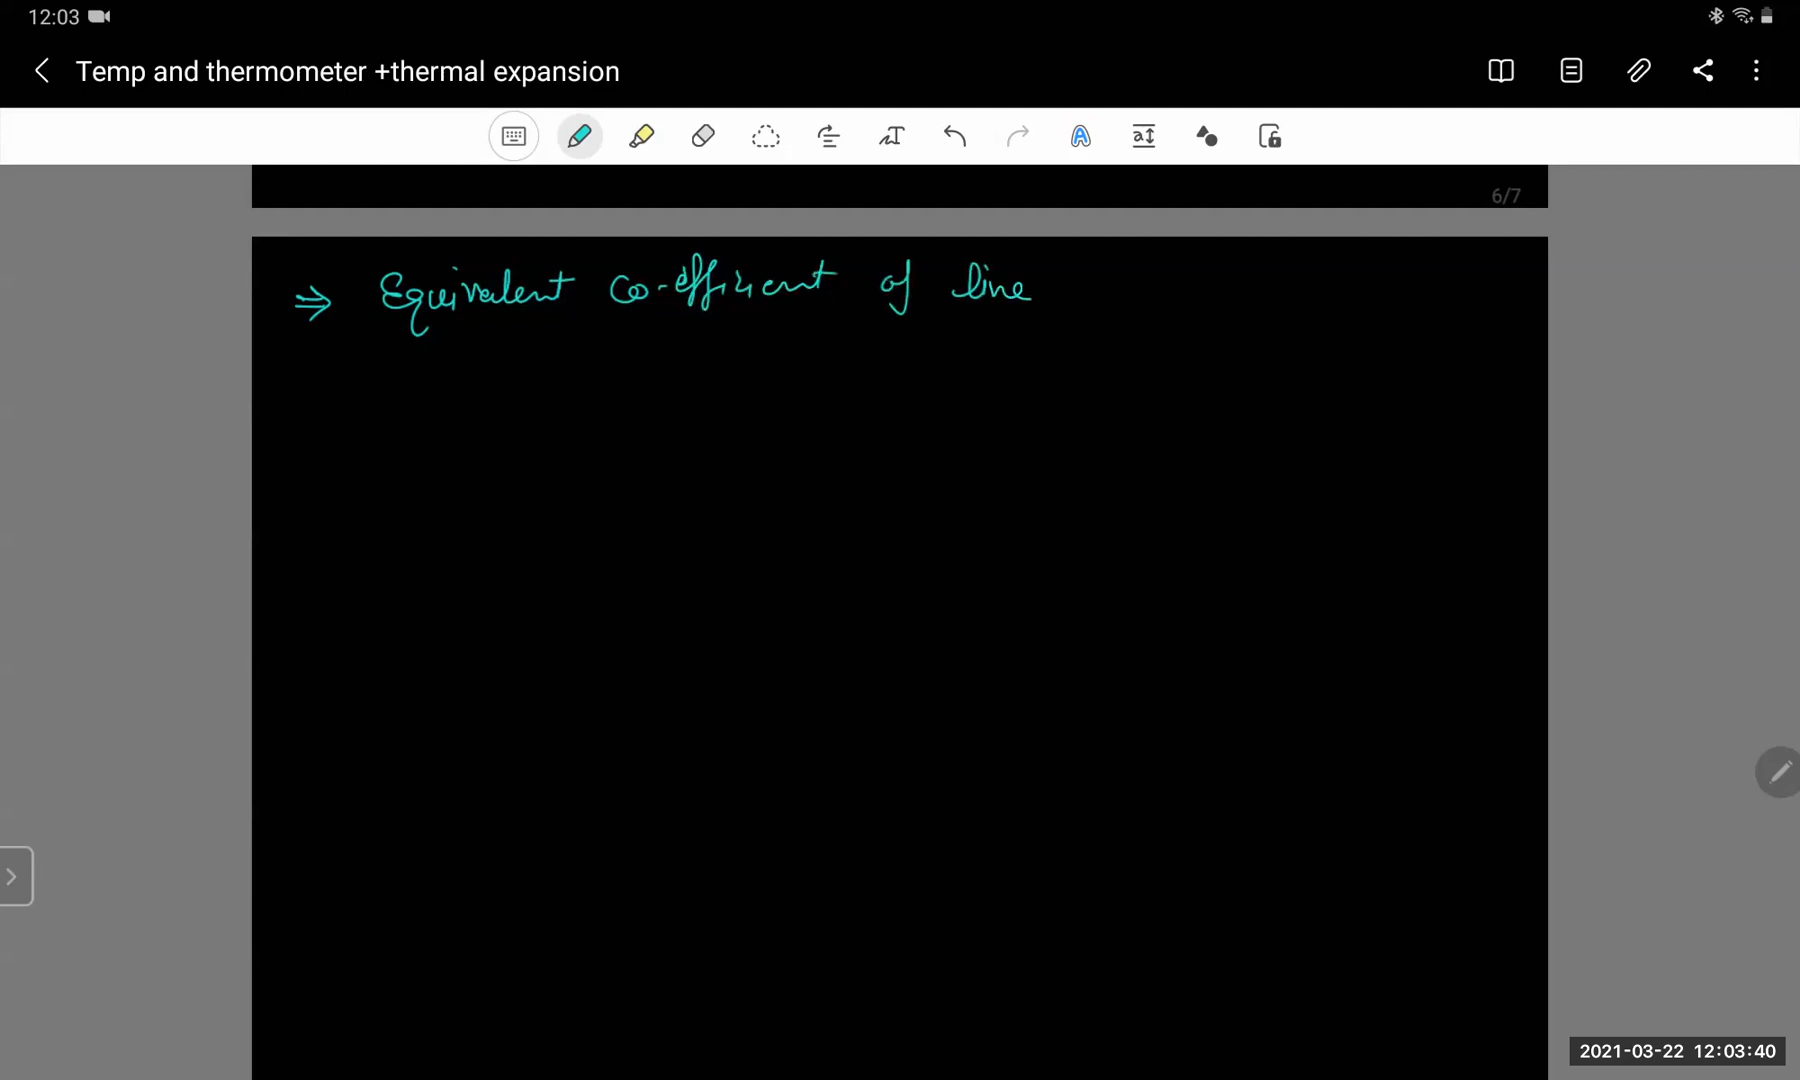 12:03
Temp and thermometer +thermal expansion
6/7
⇒ Equivalent co-efficient of line
2021-03-22 12:03:40